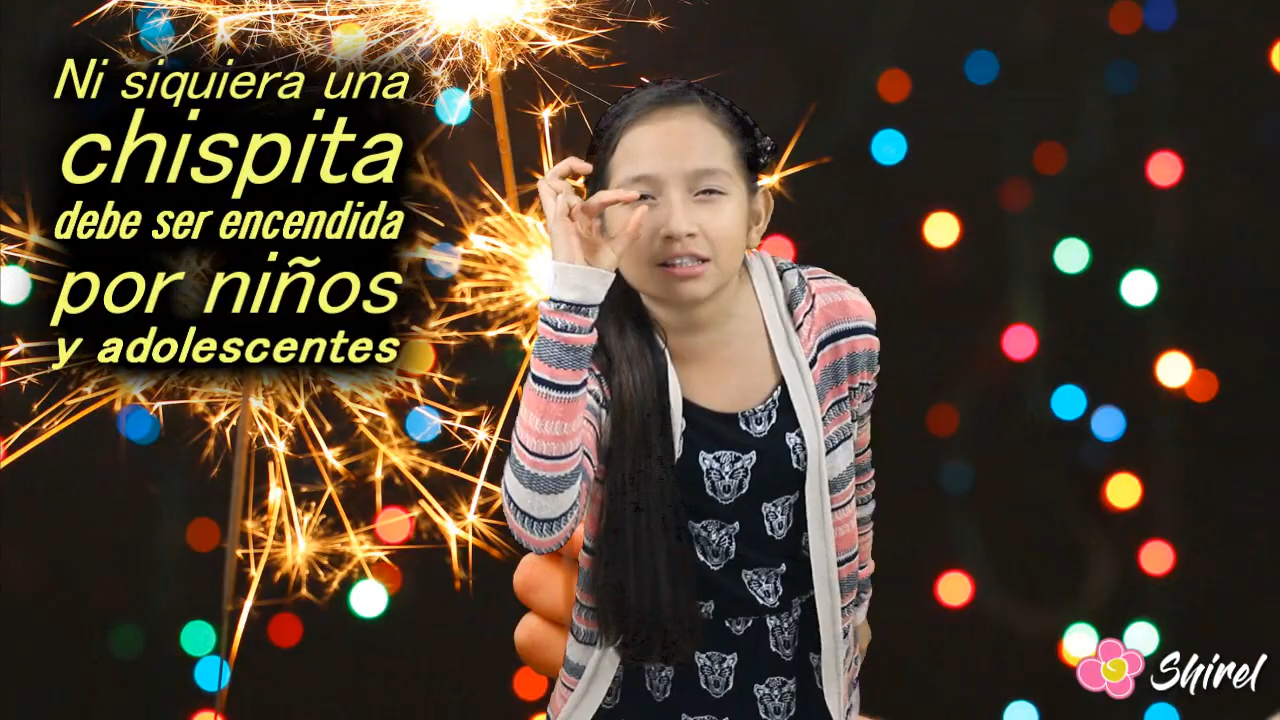 Ni siquiera una
chispita
debe ser encendida
por niños
y adolescentes
Shirel